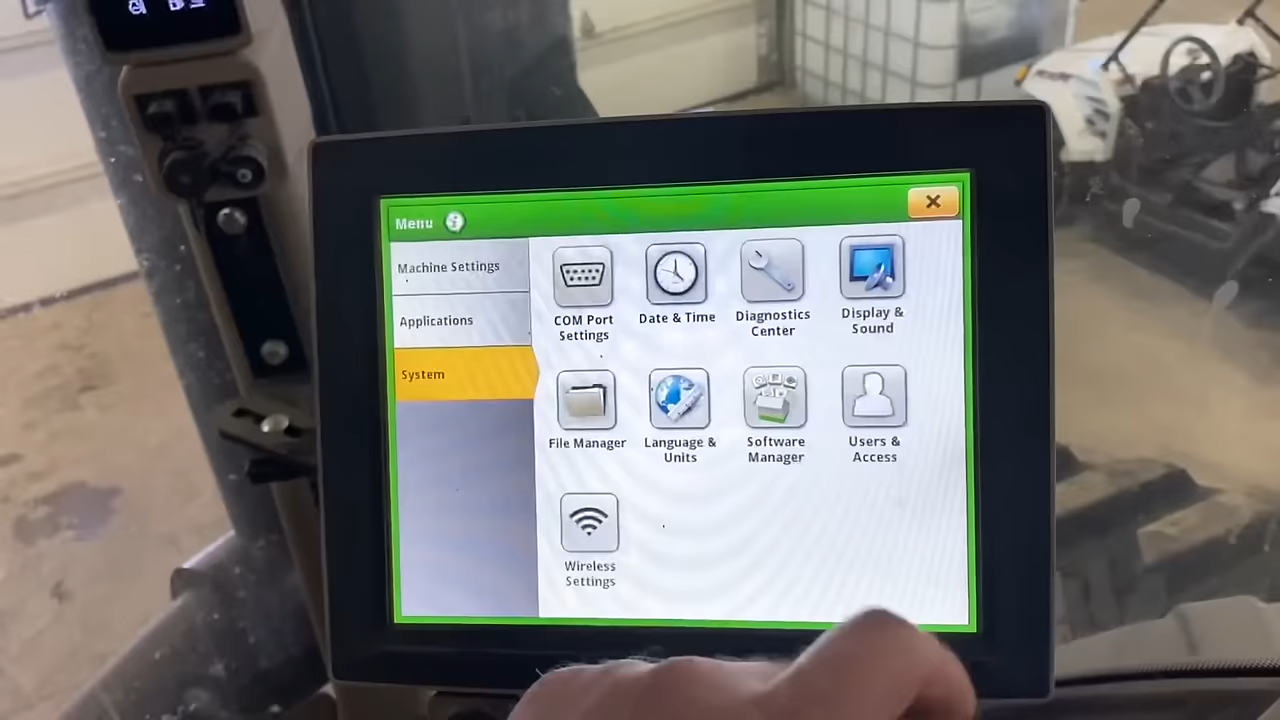 Menu
Machine Settings
Applications
System
COM Port
Settings
Date & Time
Diagnostics
Center
Display &
Sound
File Manager
Language &
Units
Software
Manager
Users &
Access
Wireless
Settings